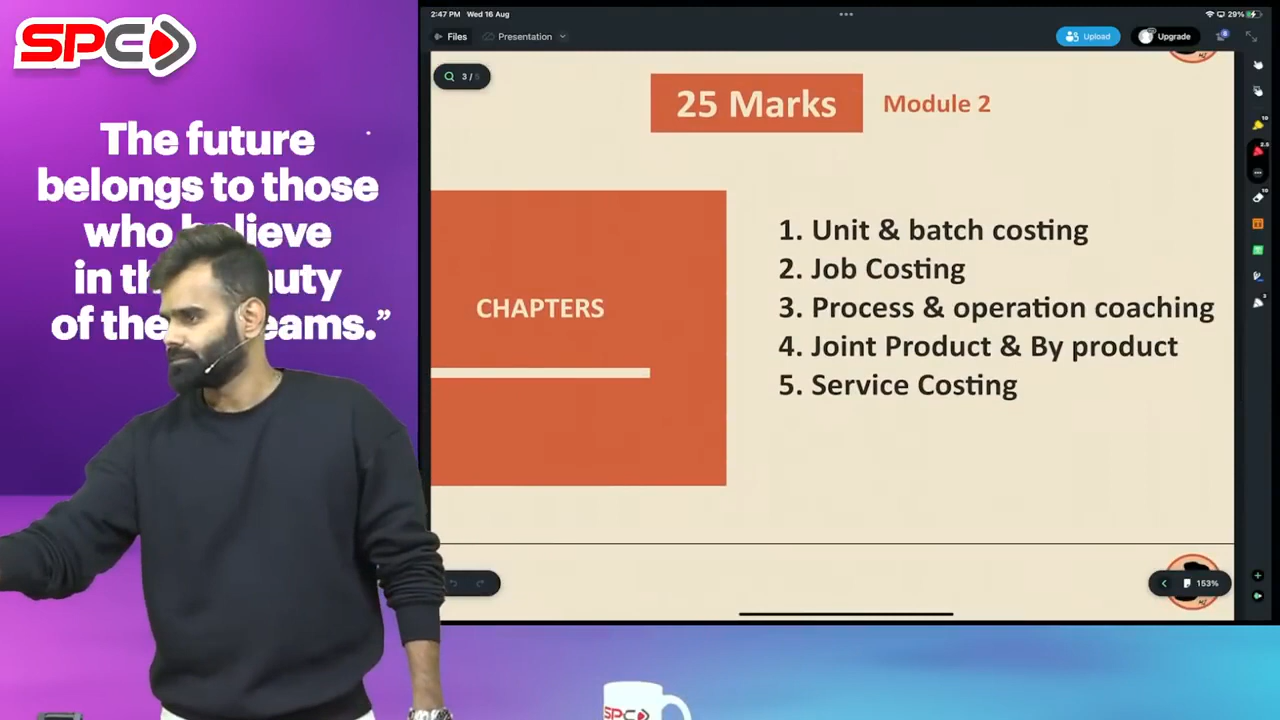 SPC
The future
belongs to those
who believe
in the
of the
2:47 PM Wed 16 Aug
29%
Files
Presentation
Upload
Upgrade
3 / 5
25 Marks
Module 2
CHAPTERS
1. Unit & batch costing
2. Job Costing
3. Process & operation coaching
4. Joint Product & By product
5. Service Costing
153%
SPC